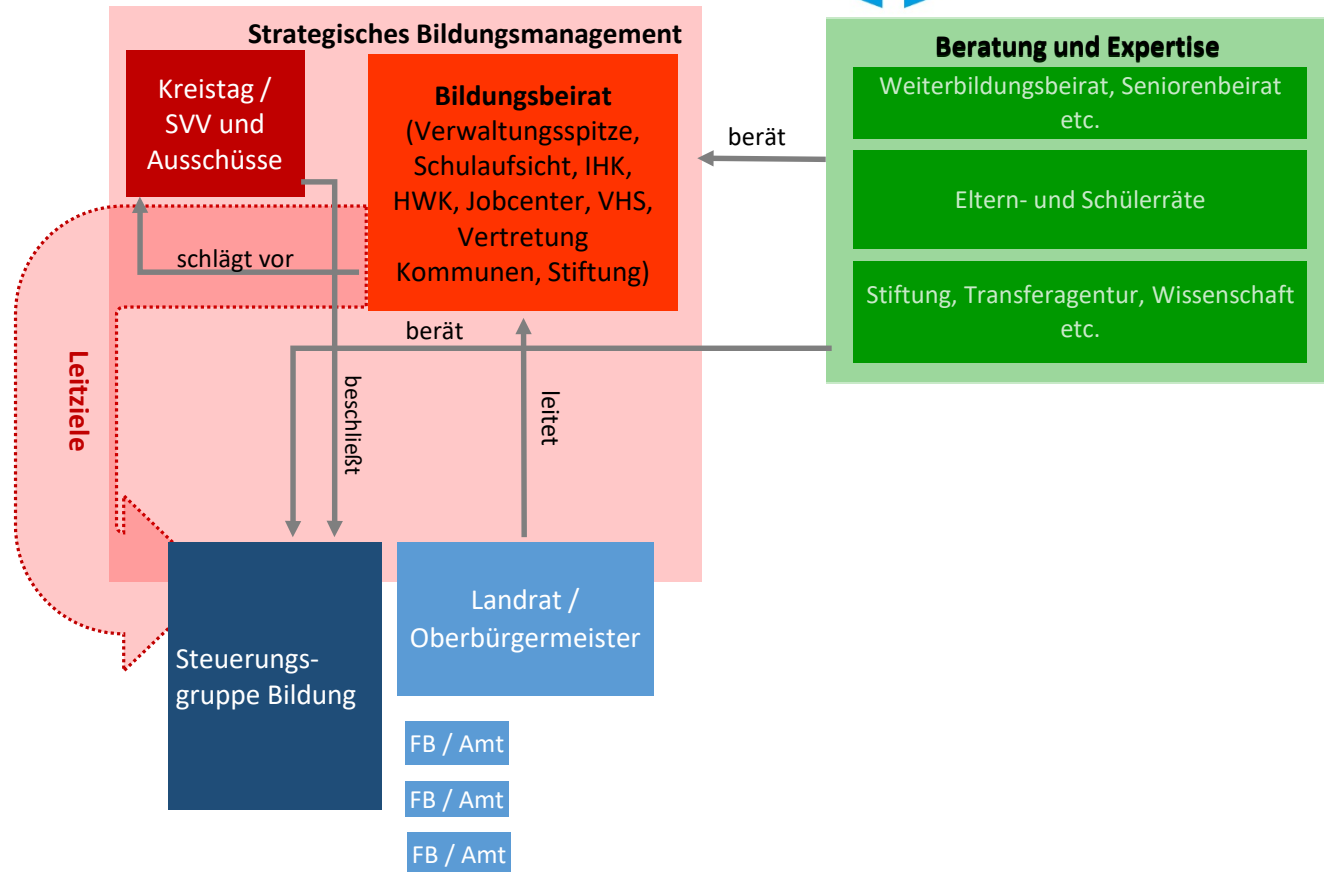 Strategisches Bildungsmanagement
Kreistag /
SVV und
Ausschüsse
Bildungsbeirat
(Verwaltungsspitze,
Schulaufsicht, IHK,
HWK, Jobcenter, VHS,
Vertretung
Kommunen, Stiftung)
berät
Beratung und Expertise
Weiterbildungsbeirat, Seniorenbeirat
etc.
Eltern- und Schülerräte
Stiftung, Transferagentur, Wissenschaft
etc.
schlägt vor
berät
Leitziele
beschließt
leitet
Steuerungs-
gruppe Bildung
Landrat /
Oberbürgermeister
FB / Amt
FB / Amt
FB / Amt